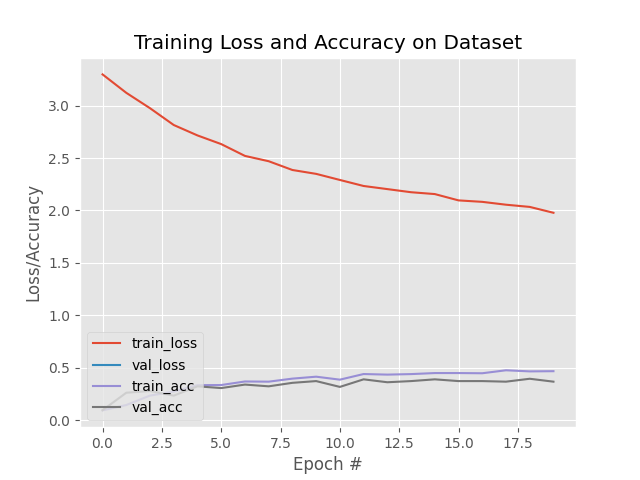 Training Loss and Accuracy on Dataset
Loss/Accuracy
3.0
2.5
2.0
1.5
1.0
0.5
0.0
train_loss
val_loss
train_acc
val_acc
0.0 2.5 5.0 7.5 10.0 12.5 15.0 17.5
Epoch #